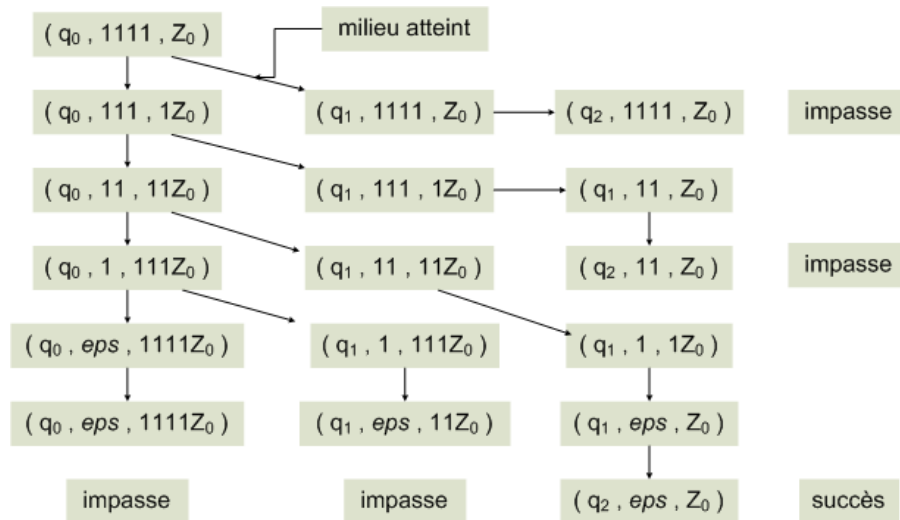 ( q₀ , 1111 , Z₀ )
milieu atteint
( q₀ , 111 , 1Z₀ )
( q₁ , 1111 , Z₀ )
( q₂ , 1111 , Z₀ )
impasse
( q₀ , 11 , 11Z₀ )
( q₁ , 111 , 1Z₀ )
( q₁ , 11 , Z₀ )
( q₀ , 1 , 111Z₀ )
( q₁ , 11 , 11Z₀ )
( q₂ , 11 , Z₀ )
impasse
( q₀ , eps , 1111Z₀ )
( q₁ , 1 , 111Z₀ )
( q₁ , 1 , 1Z₀ )
( q₀ , eps , 1111Z₀ )
( q₁ , eps , 11Z₀ )
( q₁ , eps , Z₀ )
impasse
impasse
( q₂ , eps , Z₀ )
succès